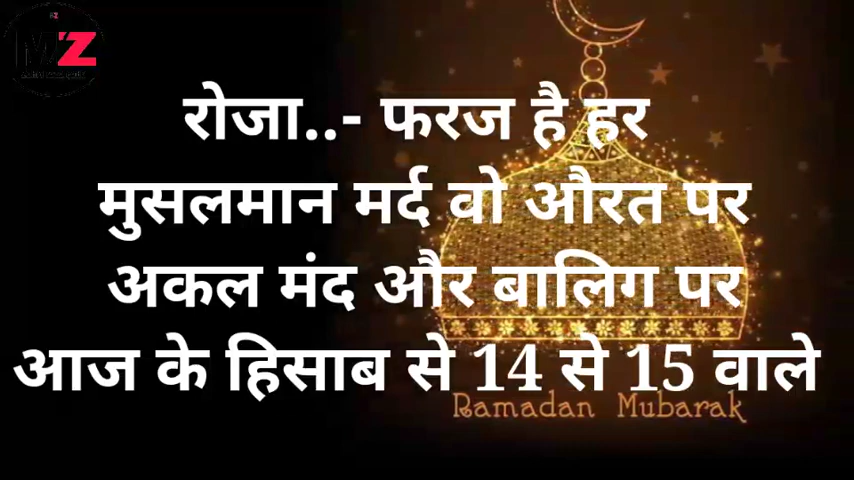 MZ
रोजा..- फरज है हर
मुसलमान मर्द वो औरत पर
अकल मंद और बालिग पर
आज के हिसाब से 14 से 15 वाले
Ramadan Mubarak